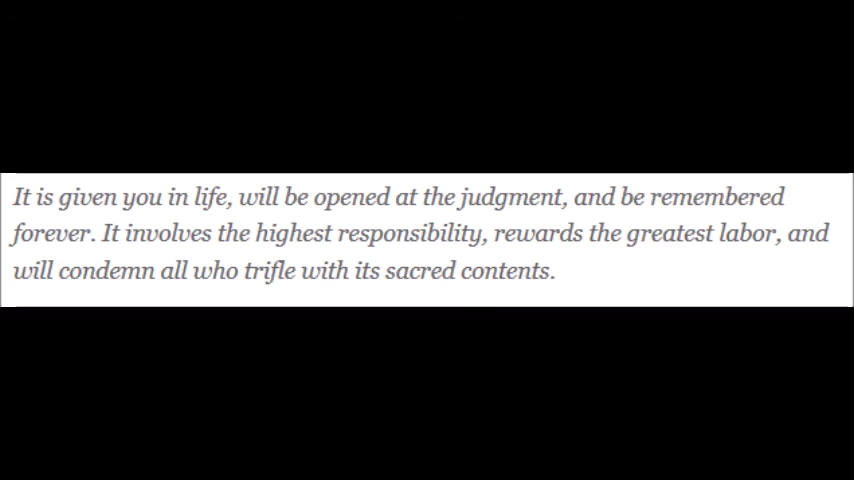 It is given you in life, will be opened at the judgment, and be remembered
forever. It involves the highest responsibility, rewards the greatest labor, and
will condemn all who trifle with its sacred contents.